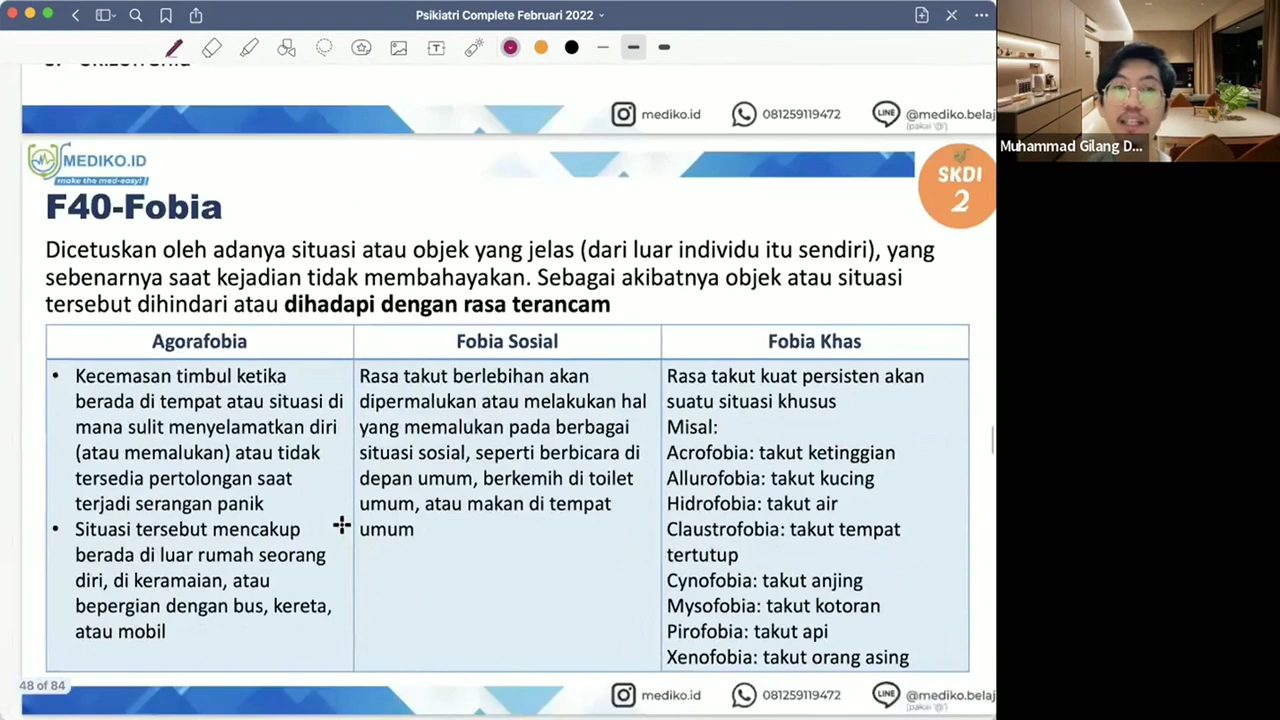 Psikiatri Complete Februari 2022
mediko.id
081259119472
@mediko.belaj
(pakai '@')
MEDIKO.ID
make the med-easy!
SKDI
2
F40-Fobia
Dicetuskan oleh adanya situasi atau objek yang jelas (dari luar individu itu sendiri), yang
sebenarnya saat kejadian tidak membahayakan. Sebagai akibatnya objek atau situasi
tersebut dihindari atau dihadapi dengan rasa terancam
Agorafobia
• Kecemasan timbul ketika
berada di tempat atau situasi di
mana sulit menyelamatkan diri
(atau memalukan) atau tidak
tersedia pertolongan saat
terjadi serangan panik
• Situasi tersebut mencakup
berada di luar rumah seorang
diri, di keramaian, atau
bepergian dengan bus, kereta,
atau mobil
Fobia Sosial
Rasa takut berlebihan akan
dipermalukan atau melakukan hal
yang memalukan pada berbagai
situasi sosial, seperti berbicara di
depan umum, berkemih di toilet
umum, atau makan di tempat
umum
Fobia Khas
Rasa takut kuat persisten akan
suatu situasi khusus
Misal:
Acrofobia: takut ketinggian
Allurofobia: takut kucing
Hidrofobia: takut air
Claustrofobia: takut tempat
tertutup
Cynofobia: takut anjing
Mysofobia: takut kotoran
Pirofobia: takut api
Xenofobia: takut orang asing
48 of 84
mediko.id
081259119472
LINE
@mediko.belaj
(pakai '@')
Muhammad Gilang D...